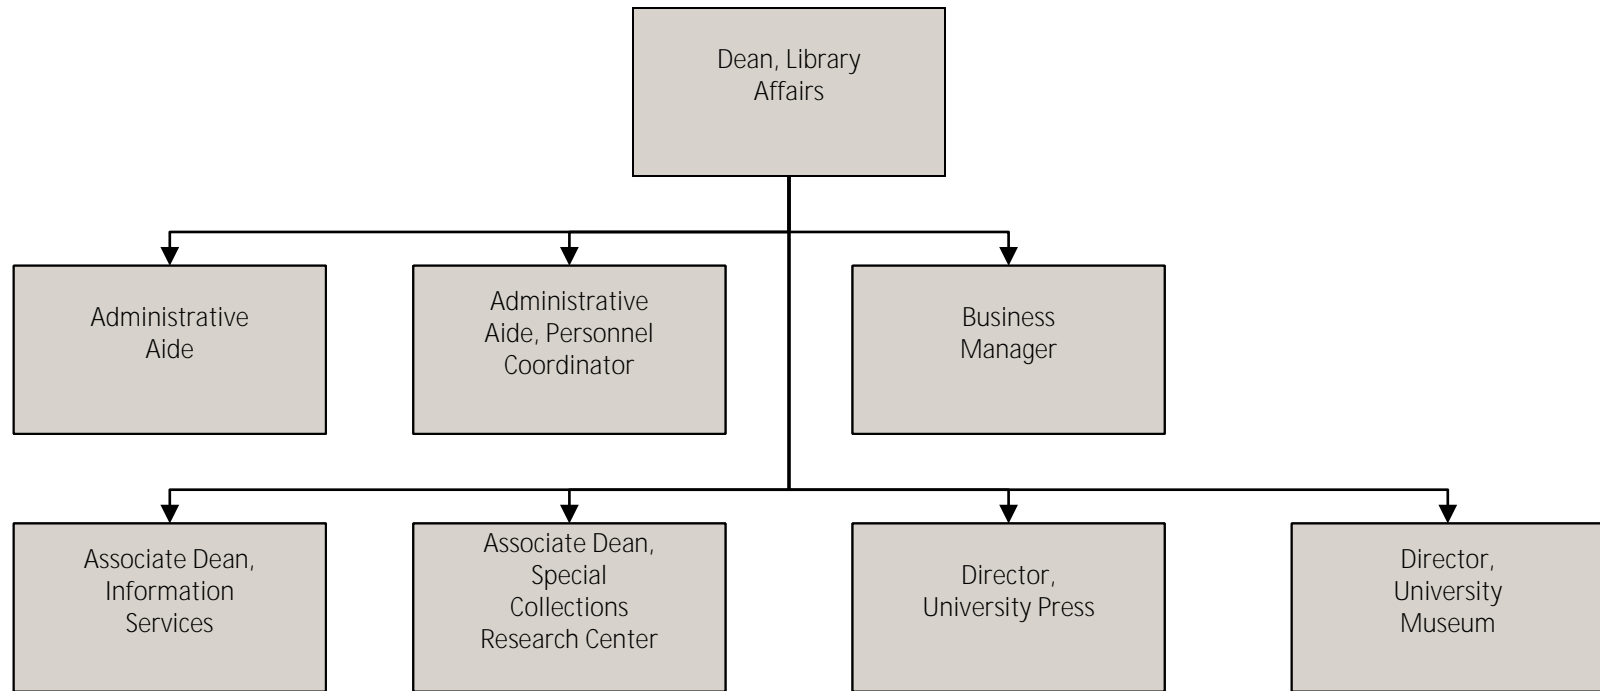 Dean, Library
Affairs
Administrative
Aide
Administrative
Aide, Personnel
Coordinator
Business
Manager
Associate Dean,
Information
Services
Associate Dean,
Special
Collections
Research Center
Director,
University Press
Director,
University
Museum